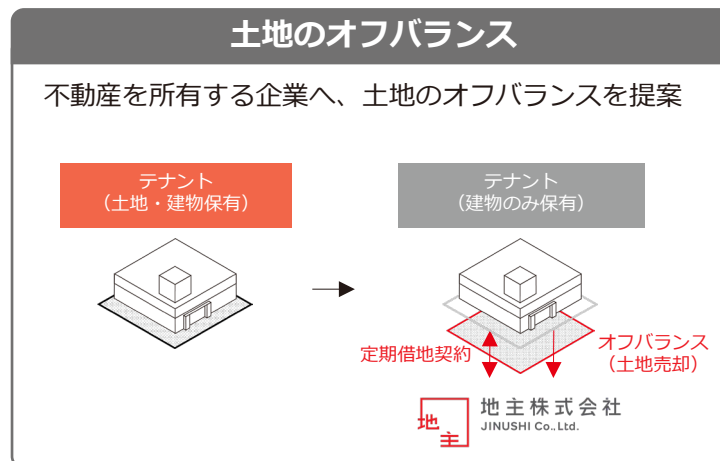 土地のオフバランス
不動産を所有する企業へ、土地のオフバランスを提案
テナント
（土地・建物保有）
テナント
（建物のみ保有）
定期借地契約
オフバランス
（土地売却）
地主
地主株式会社
JINUSHI Co.,Ltd.